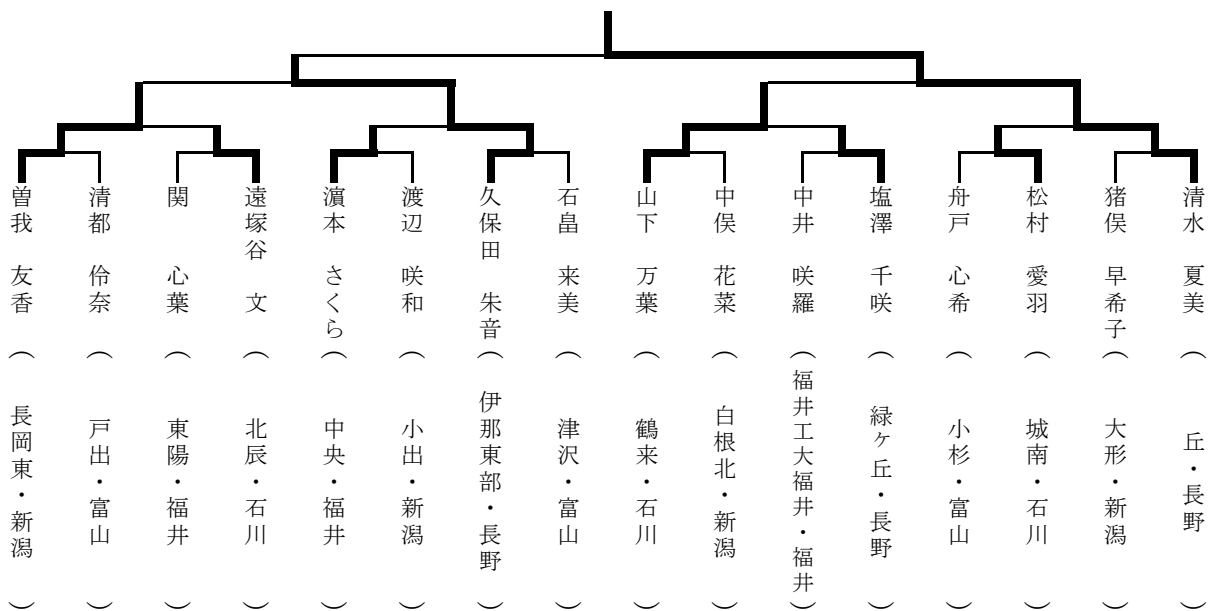 曽我 友香 （ 長岡東・新潟 ）
清都 伶奈 （ 戸出・富山 ）
関 心葉 （ 東陽・福井 ）
遠塚谷 文 （ 北辰・石川 ）
濵本 さくら （ 中央・福井 ）
渡辺 咲和 （ 小出・新潟 ）
久保田 朱音 （ 伊那東部・長野 ）
石畠 来美 （ 津沢・富山 ）
山下 万葉 （ 鶴来・石川 ）
中俣 花菜 （ 白根北・新潟 ）
中井 咲羅 （ 福井工大福井・福井 ）
塩澤 千咲 （ 緑ケ丘・長野 ）
舟戸 心希 （ 小杉・富山 ）
松村 愛羽 （ 城南・石川 ）
猪俣 早希子 （ 大形・新潟 ）
清水 夏美 （ 丘・長野 ）